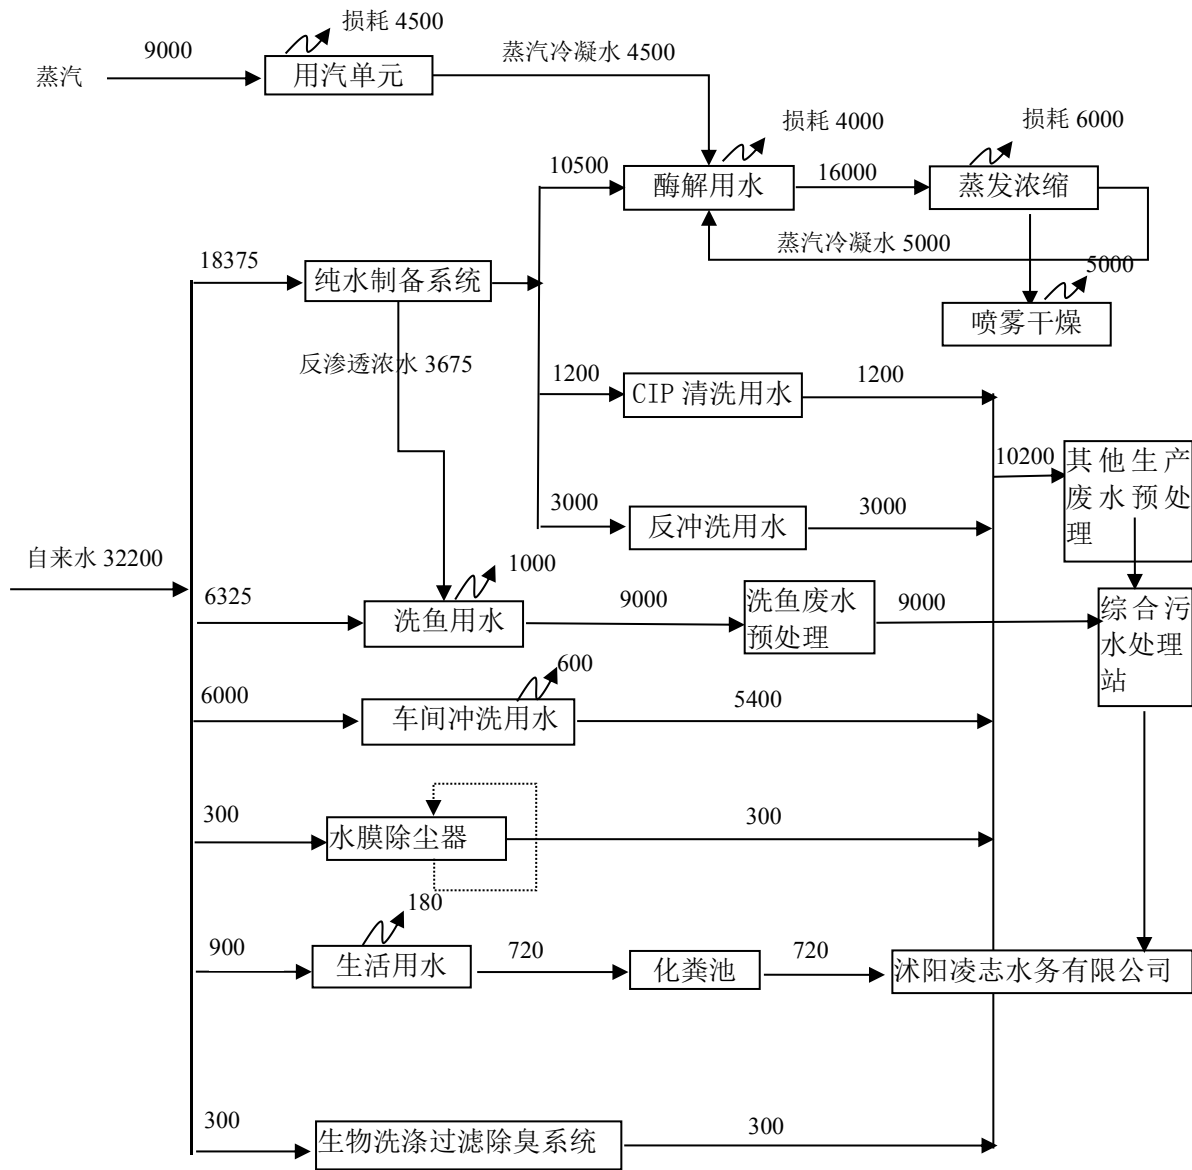 损耗 4500
9000
蒸汽冷凝水 4500
蒸汽
用汽单元
损耗 4000
损耗 6000
10500
酶解用水
16000
蒸发浓缩
蒸汽冷凝水 5000
18375
纯水制备系统
5000
喷雾干燥
反渗透浓水 3675
1200
CIP 清洗用水
1200
10200
其他生产
废水预处
理
3000
反冲洗用水
3000
自来水 32200
1000
6325
洗鱼用水
9000
洗鱼废水
预处理
9000
综合污
水处理
站
600
6000
车间冲洗用水
5400
300
水膜除尘器
300
180
900
生活用水
720
化粪池
720
沭阳凌志水务有限公司
300
生物洗涤过滤除臭系统
300